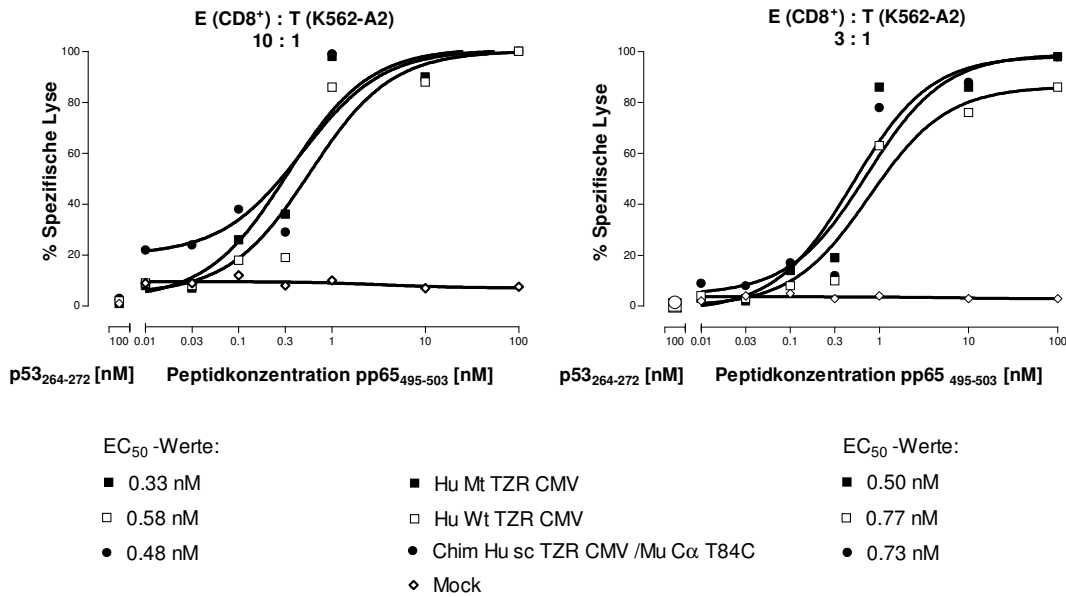 E (CD8+) : T (K562-A2)
10 : 1
% Spezifische Lyse
100
80
60
40
20
0
100
0.01
0.03
0.1
0.3
1
10
100
p53264-272 [nM]
Peptidkonzentration pp65495-503 [nM]
E (CD8+) : T (K562-A2)
3 : 1
% Spezifische Lyse
100
80
60
40
20
0
100
0.01
0.03
0.1
0.3
1
10
100
p53264-272 [nM]
Peptidkonzentration pp65 495-503 [nM]
EC50 -Werte:
0.33 nM
0.58 nM
0.48 nM
Hu Mt TZR CMV
Hu Wt TZR CMV
Chim Hu sc TZR CMV /Mu Cα T84C
Mock
EC50 -Werte:
0.50 nM
0.77 nM
0.73 nM